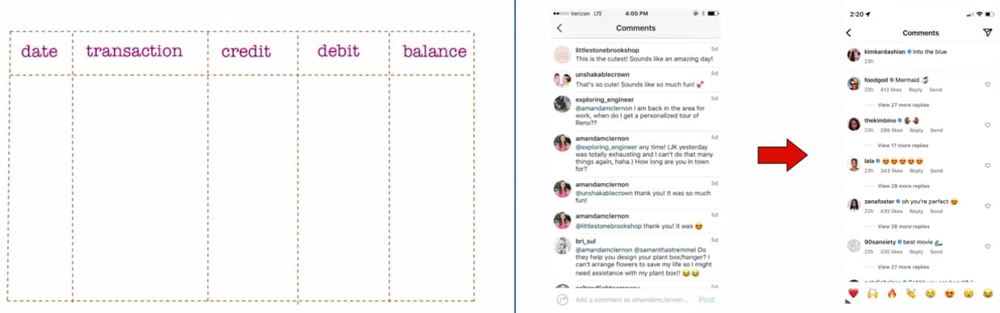 date transaction credit debit balance
Verizon LTE 4:00 PM
Comments
littlestonebookshop 5d
This is the cutest! Sounds like an amazing day!
unshakablecrown 5d
That's so cute! Sounds like so much fun! 💕
exploring_engineer 5d
@amandamclernon I am back in the area for
work, when do I get a personalized tour of
Reno??
amandamclernon 5d
@exploring_engineer any time! (JK yesterday
was totally exhausting and I can't do that many
things again, haha.) How long are you in town
for?
amandamclernon 5d
@unshakablecrown thank you! It was so much
fun!
amandamclernon 5d
@littlestonebookshop thank you! It was 😍
bri_sul 5d
@amandamclernon @samanthastremmel Do
they help you design your plant box/hanger? I
can't arrange flowers to save my life so I might
need assistance with my plant box!! 😂😂
5d
Add a comment as amandamclernon... Post
2:20
Comments
kimkardashian Into the blue
23h
foodgod Mermaid 🧜‍♀️
23h 412 likes Reply Send
View 27 more replies
thekimbino
23h 286 likes Reply Send
View 17 more replies
lala 😍😍😍😍😍
23h 343 likes Reply Send
View 28 more replies
zenafoster oh you're perfect 😍
22h 435 likes Reply Send
View 26 more replies
90sanxiety best movie
22h 330 likes Reply Send
View 27 more replies